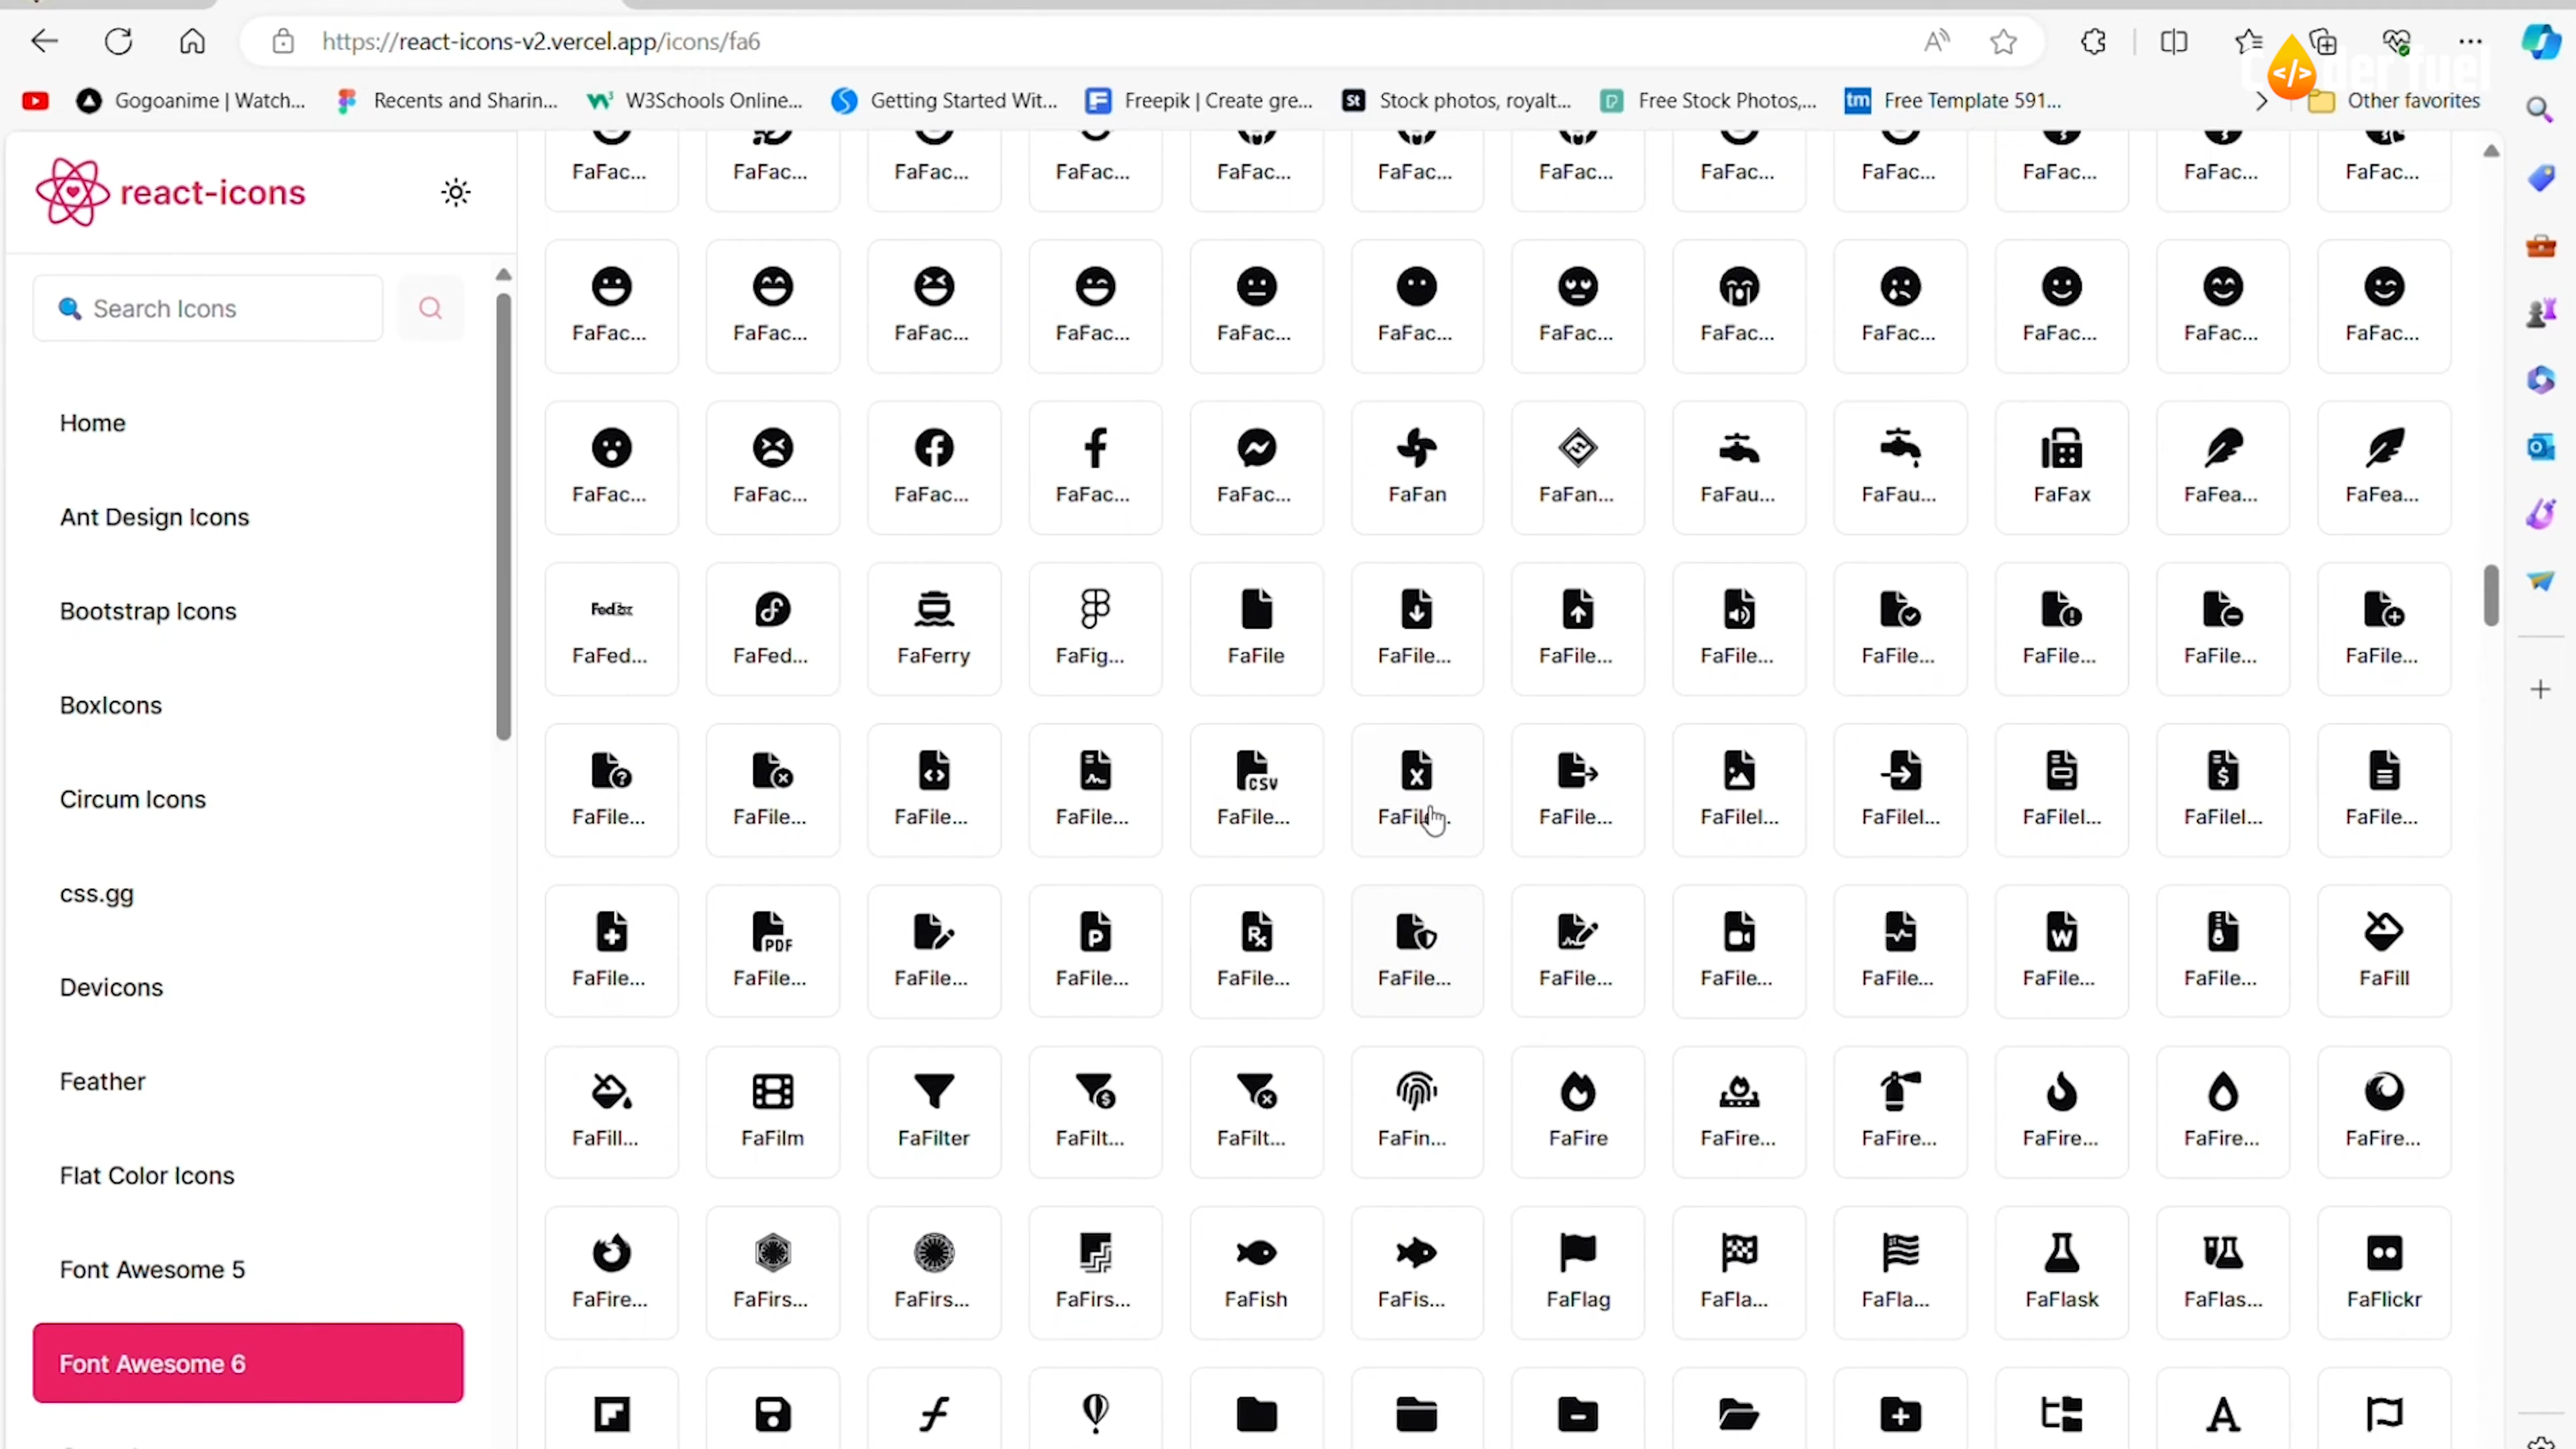 https://react-icons-v2.vercel.app/icons/fa6
Gogoanime | Watch... Recents and Sharin... W3Schools Online... Getting Started Wit... Freepik | Create gre... Stock photos, royalt... Free Stock Photos,... Free Template 591... Other favorites
react-icons
Search Icons
Home
Ant Design Icons
Bootstrap Icons
BoxIcons
Circum Icons
css.gg
Devicons
Feather
Flat Color Icons
Font Awesome 5
Font Awesome 6
FaFac... FaFac... FaFac... FaFac... FaFac... FaFac... FaFac... FaFac... FaFac... FaFac... FaFac... FaFac...
FaFac... FaFac... FaFac... FaFac... FaFac... FaFac... FaFac... FaFac... FaFac... FaFac... FaFac... FaFac...
FaFac... FaFac... FaFac... FaFac... FaFac... FaFan FaFan... FaFau... FaFau... FaFax FaFea... FaFea...
FedEx
FaFed... FaFed... FaFerry FaFig... FaFile FaFile... FaFile... FaFile... FaFile... FaFile... FaFile... FaFile...
CSV X $
FaFile... FaFile... FaFile... FaFile... FaFile... FaFile... FaFile... FaFileI... FaFileI... FaFileI... FaFileI... FaFile...
PDF P Rx W
FaFile... FaFile... FaFile... FaFile... FaFile... FaFile... FaFile... FaFile... FaFile... FaFile... FaFile... FaFill
FaFill... FaFilm FaFilter FaFilt... FaFilt... FaFin... FaFire FaFire... FaFire... FaFire... FaFire... FaFire...
FaFire... FaFirs... FaFirs... FaFirs... FaFish FaFis... FaFlag FaFla... FaFla... FaFlask FaFlas... FaFlickr